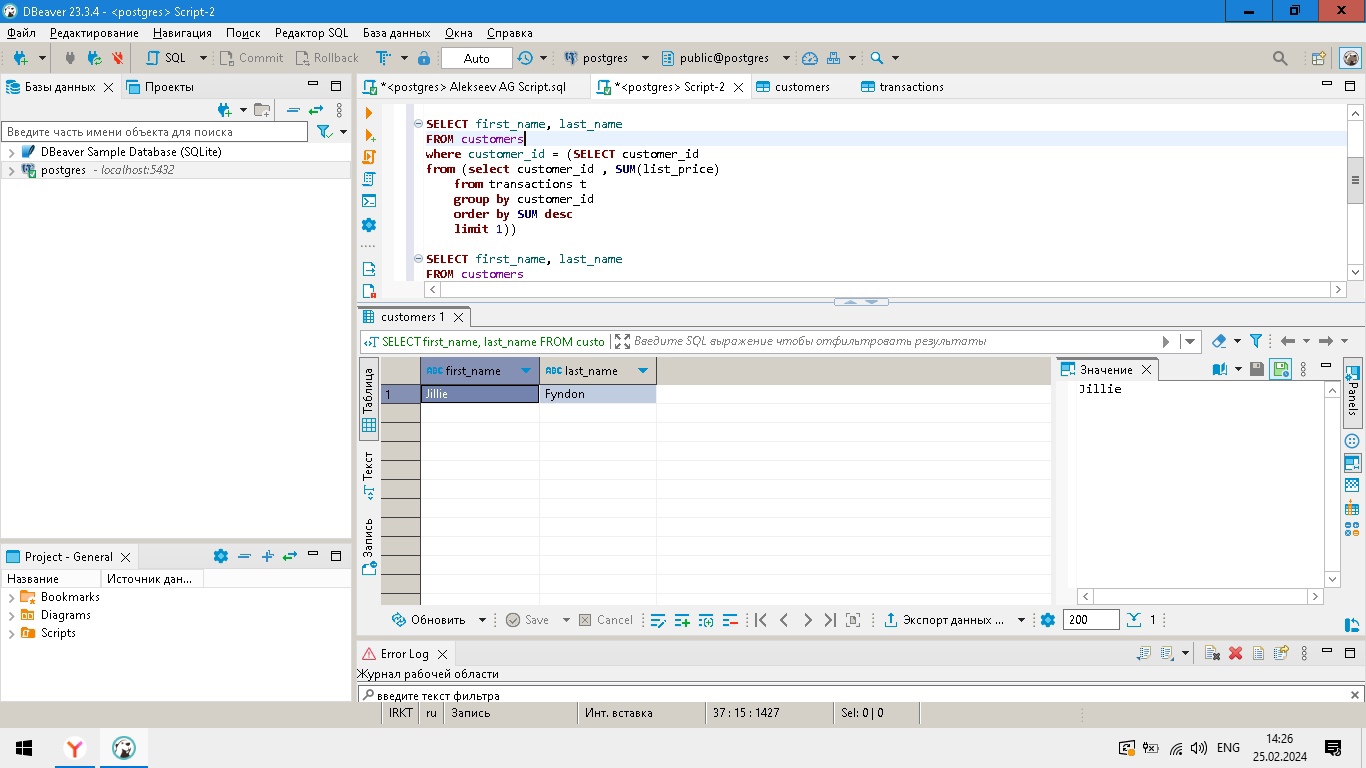 DBeaver 23.3.4 - <postgres> Script-2
Файл Редактирование Навигация Поиск Редактор SQL База данных Окна Справка
SQL Commit Rollback Auto postgres public@postgres
Базы данных Проекты
Введите часть имени объекта для поиска
DBeaver Sample Database (SQLite)
postgres - localhost:5432
*<postgres> Alekseev AG Script.sql *<postgres> Script-2 customers transactions
SELECT first_name, last_name
FROM customers
where customer_id = (SELECT customer_id
from (select customer_id , SUM(list_price)
from transactions t
group by customer_id
order by SUM desc
limit 1))
SELECT first_name, last_name
FROM customers
customers 1
SELECT first_name, last_name FROM custo Введите SQL выражение чтобы отфильтровать результаты
Таблица
Текст
Запись
ABC first_name ABC last_name
1 Jillie Fyndon
Значение
Jillie
Panels
Обновить Save Cancel Экспорт данных ... 200 1
Project - General
Название Источник дан...
Bookmarks
Diagrams
Scripts
Error Log
Журнал рабочей области
введите текст фильтра
IRKT ru Запись Инт. вставка 37 : 15 : 1427 Sel: 0 | 0
ENG 14:26
25.02.2024